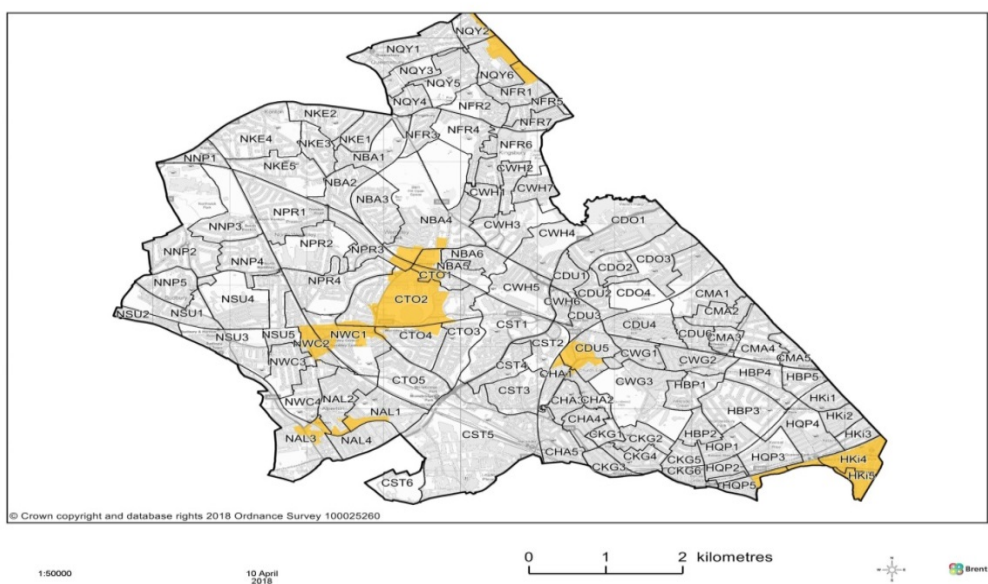 NQY2
NQY1
NQY3
NQY6
NQY5
NFR1
NQY4
NFR2
NFR5
NKE2
NFR7
NFR3
NFR4
NKE4
NKE3
NKE1
NFR6
NNP1
NBA1
NKE5
CWH2
NBA2
CWH1
CWH7
NBA3
NPR1
CDO1
NNP3
NBA4
CWH3
CWH4
NPR2
NPR3
NNP2
NBA6
NNP4
NBA5
CDO3
CTO1
CDU1
CDO2
NNP5
NPR4
CWH5
CDU2
CDO4
CMA1
NSU4
CTO2
CWH6
NSU2
NSU1
CDU3
CMA2
CST1
CDU4
NSU3
NSU5
NWC1
CTO4
CTO3
CDU6
CMA3
NWC2
CST2
CDU5
CMA4
CWG1
CMA5
NWC3
CST4
CHA1
CWG2
HBP4
HBP5
CTO5
CWG3
HBP1
CST3
NWC4
NAL2
CHA3
CHA2
HKi1
NAL1
HBP3
HKi2
CHA4
HQP4
NAL3
NAL4
CST5
CKG1
CKG2
HBP2
HKi3
HQP1
CHA5
CKG4
CKG5
HQP3
HKi4
CKG3
CKG6
HQP2
HKi5
CST6
HQP5
© Crown copyright and database rights 2018 Ordnance Survey 100025260
0 1 2 kilometres
1:50000
10 April
2018
Brent